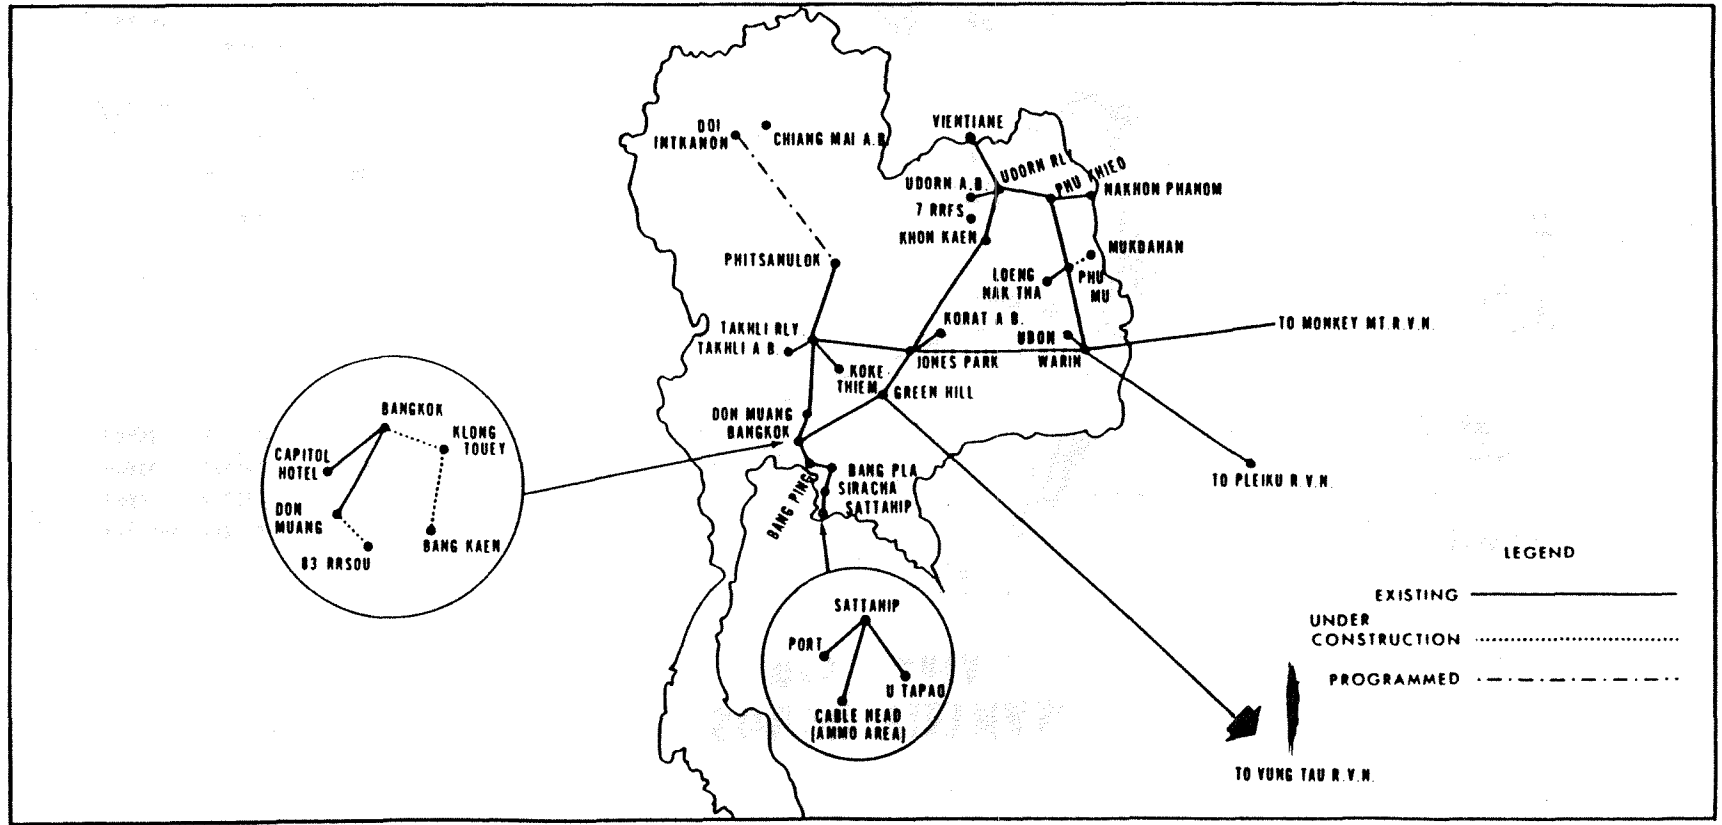 DOI
INTKANON
CHIANG MAI A.B.
VIENTIANE
UDORN RLY
PHU KHIEO
UDORN A.B.
NAKHON PHANOM
7 RRFS
KHON KAEN
MUKDAHAN
PHITSANULOK
LOENG
NAK THA
PHU
MU
TAKHLI RLY.
TAKHLI A B.
KORAT A B.
UBON
WARIN
TO MONKEY MT. R.V.N.
JONES PARK
KOKE
THIEM
GREEN HILL
DON MUANG
BANGKOK
BANG PING
BANG PLA
SIRACHA
SATTAHIP
TO PLEIKU R V.N.
BANGKOK
KLONG
TOUEY
CAPITOL
HOTEL
DON
MUANG
BANG KAEN
83 RRSOU
SATTAHIP
PORT
U TAPAO
CABLE HEAD
(AMMO AREA)
LEGEND
EXISTING
UNDER
CONSTRUCTION
PROGRAMMED
TO VUNG TAU R.V.N.